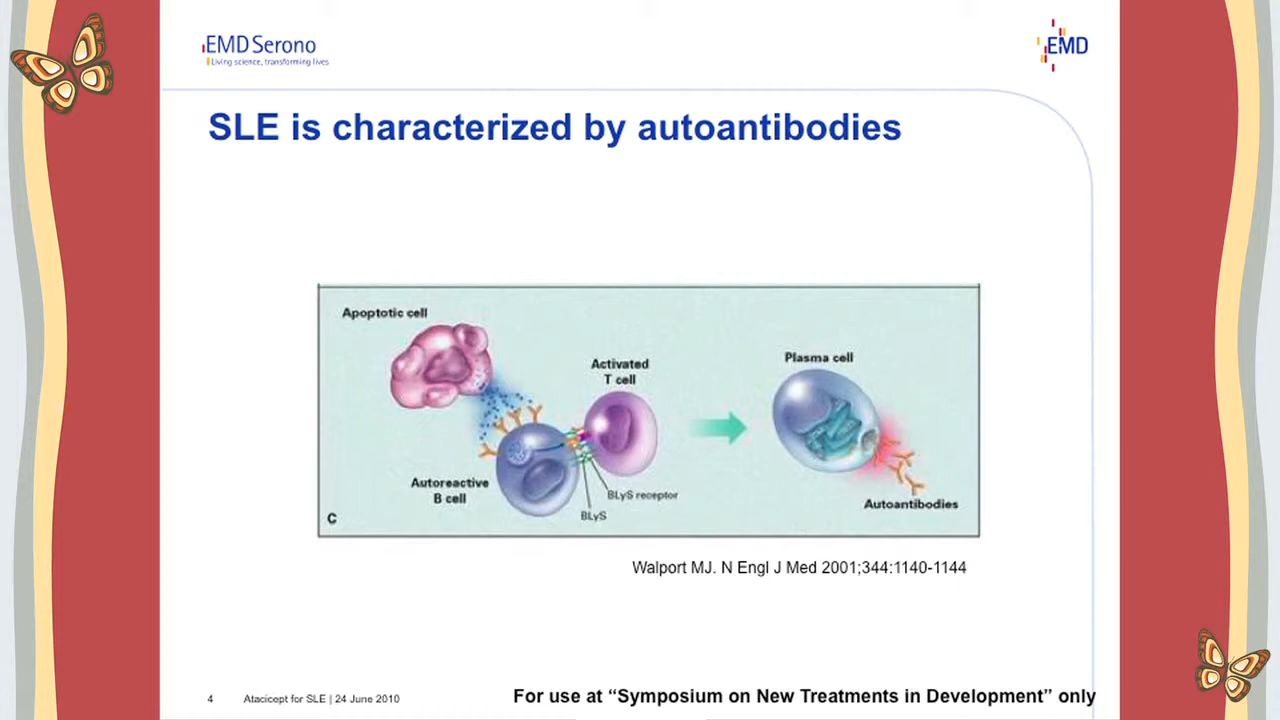 EMD Serono
Living science, transforming lives
EMD
SLE is characterized by autoantibodies
Apoptotic cell
Activated
T cell
Plasma cell
Autoreactive
B cell
BLyS receptor
BLyS
Autoantibodies
C
Walport MJ. N Engl J Med 2001;344:1140-1144
4 Atacicept for SLE | 24 June 2010
For use at “Symposium on New Treatments in Development” only